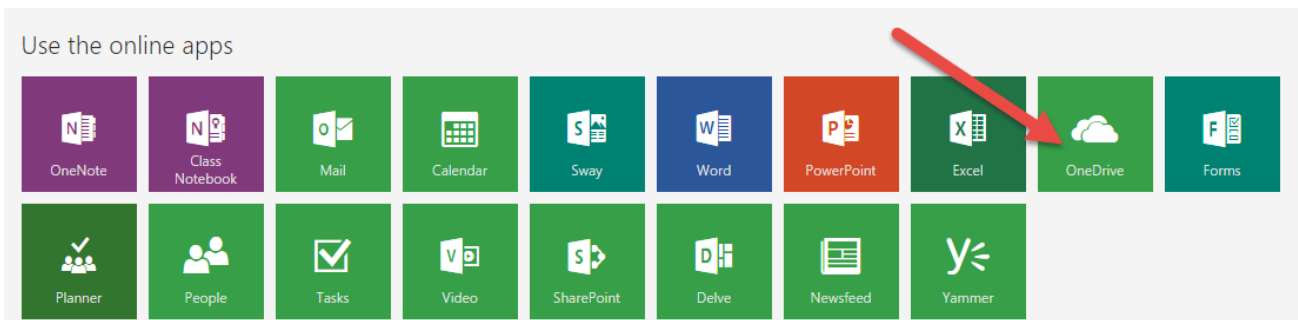 Use the online apps
OneNote
Class
Notebook
Mail
Calendar
Sway
Word
PowerPoint
Excel
OneDrive
Forms
Planner
People
Tasks
Video
SharePoint
Delve
Newsfeed
Yammer